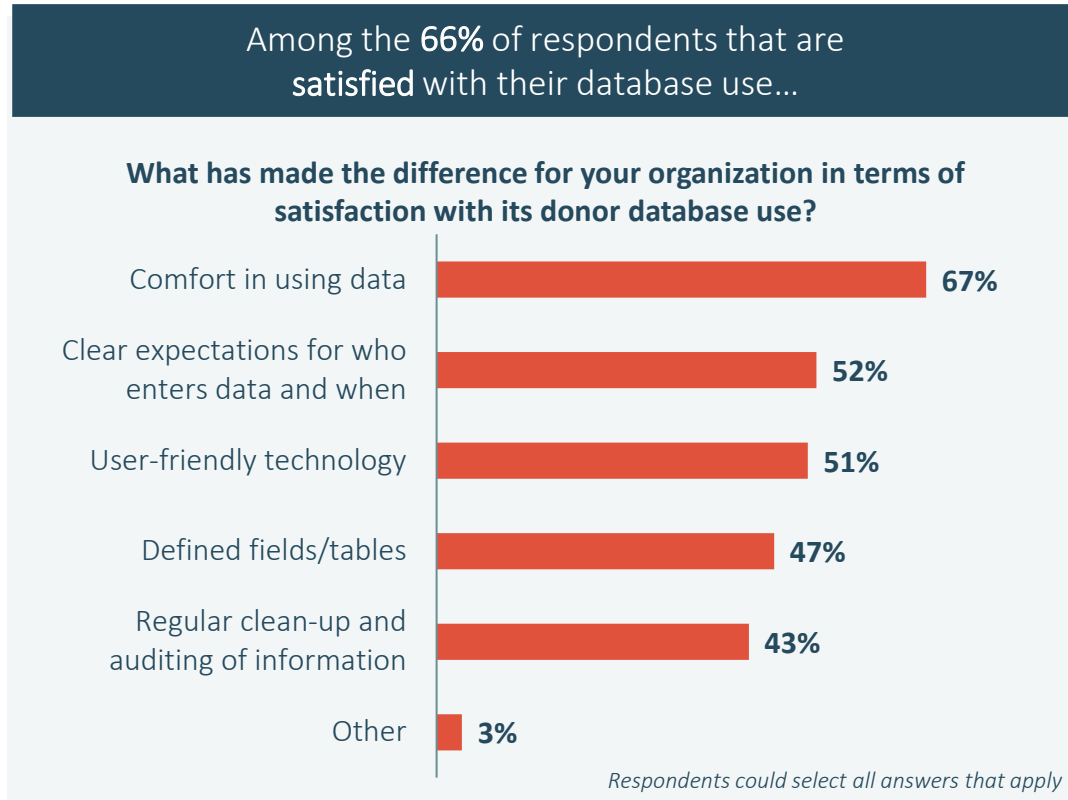 Among the 66% of respondents that are
satisfied with their database use...
What has made the difference for your organization in terms of
satisfaction with its donor database use?
Comfort in using data
67%
Clear expectations for who
enters data and when
52%
User-friendly technology
51%
Defined fields/tables
47%
Regular clean-up and
auditing of information
43%
Other
3%
Respondents could select all answers that apply